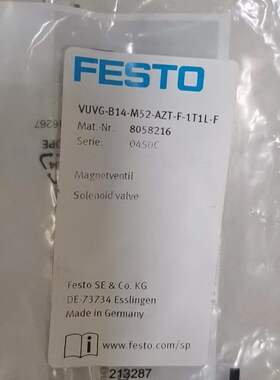 FESTO
VUVG-B14-M52-AZT-F-1T1L-F
Mat.-Nr. 8058216
Serie: 0450C
Magnetventil
Solenoid valve
Festo SE & Co. KG
DE-73734 Esslingen
Made in Germany
www.festo.com/sp
213287